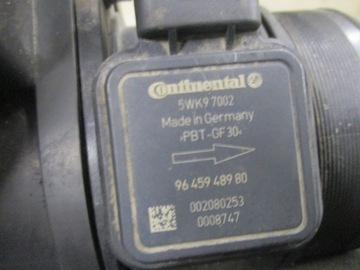 Continental
5WK9 7002
Made in Germany
>PBT-GF30<
96 459 489 80
002080253
0008747